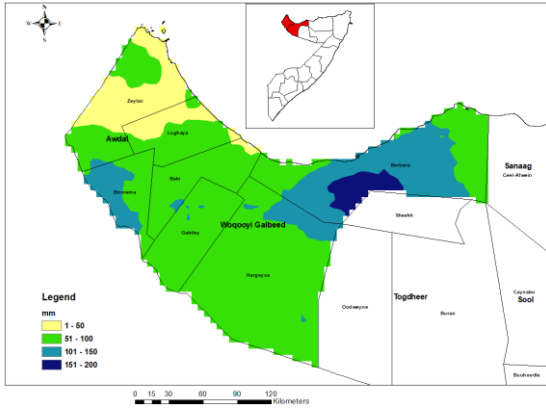 N
W E
S
Zeylac
Lughaya
Awdal
Baki
Borama
Gabiley
Woqooyi Galbeed
Hargeysa
Berbera
Sheikh
Sanaag
Ceel-Afwein
Oodweyne
Togdheer
Burao
Caynabo
Sool
Buuhoodle
Legend
mm
1 - 50
51 - 100
101 - 150
151 - 200
0 15 30 60 90 120
Kilometers